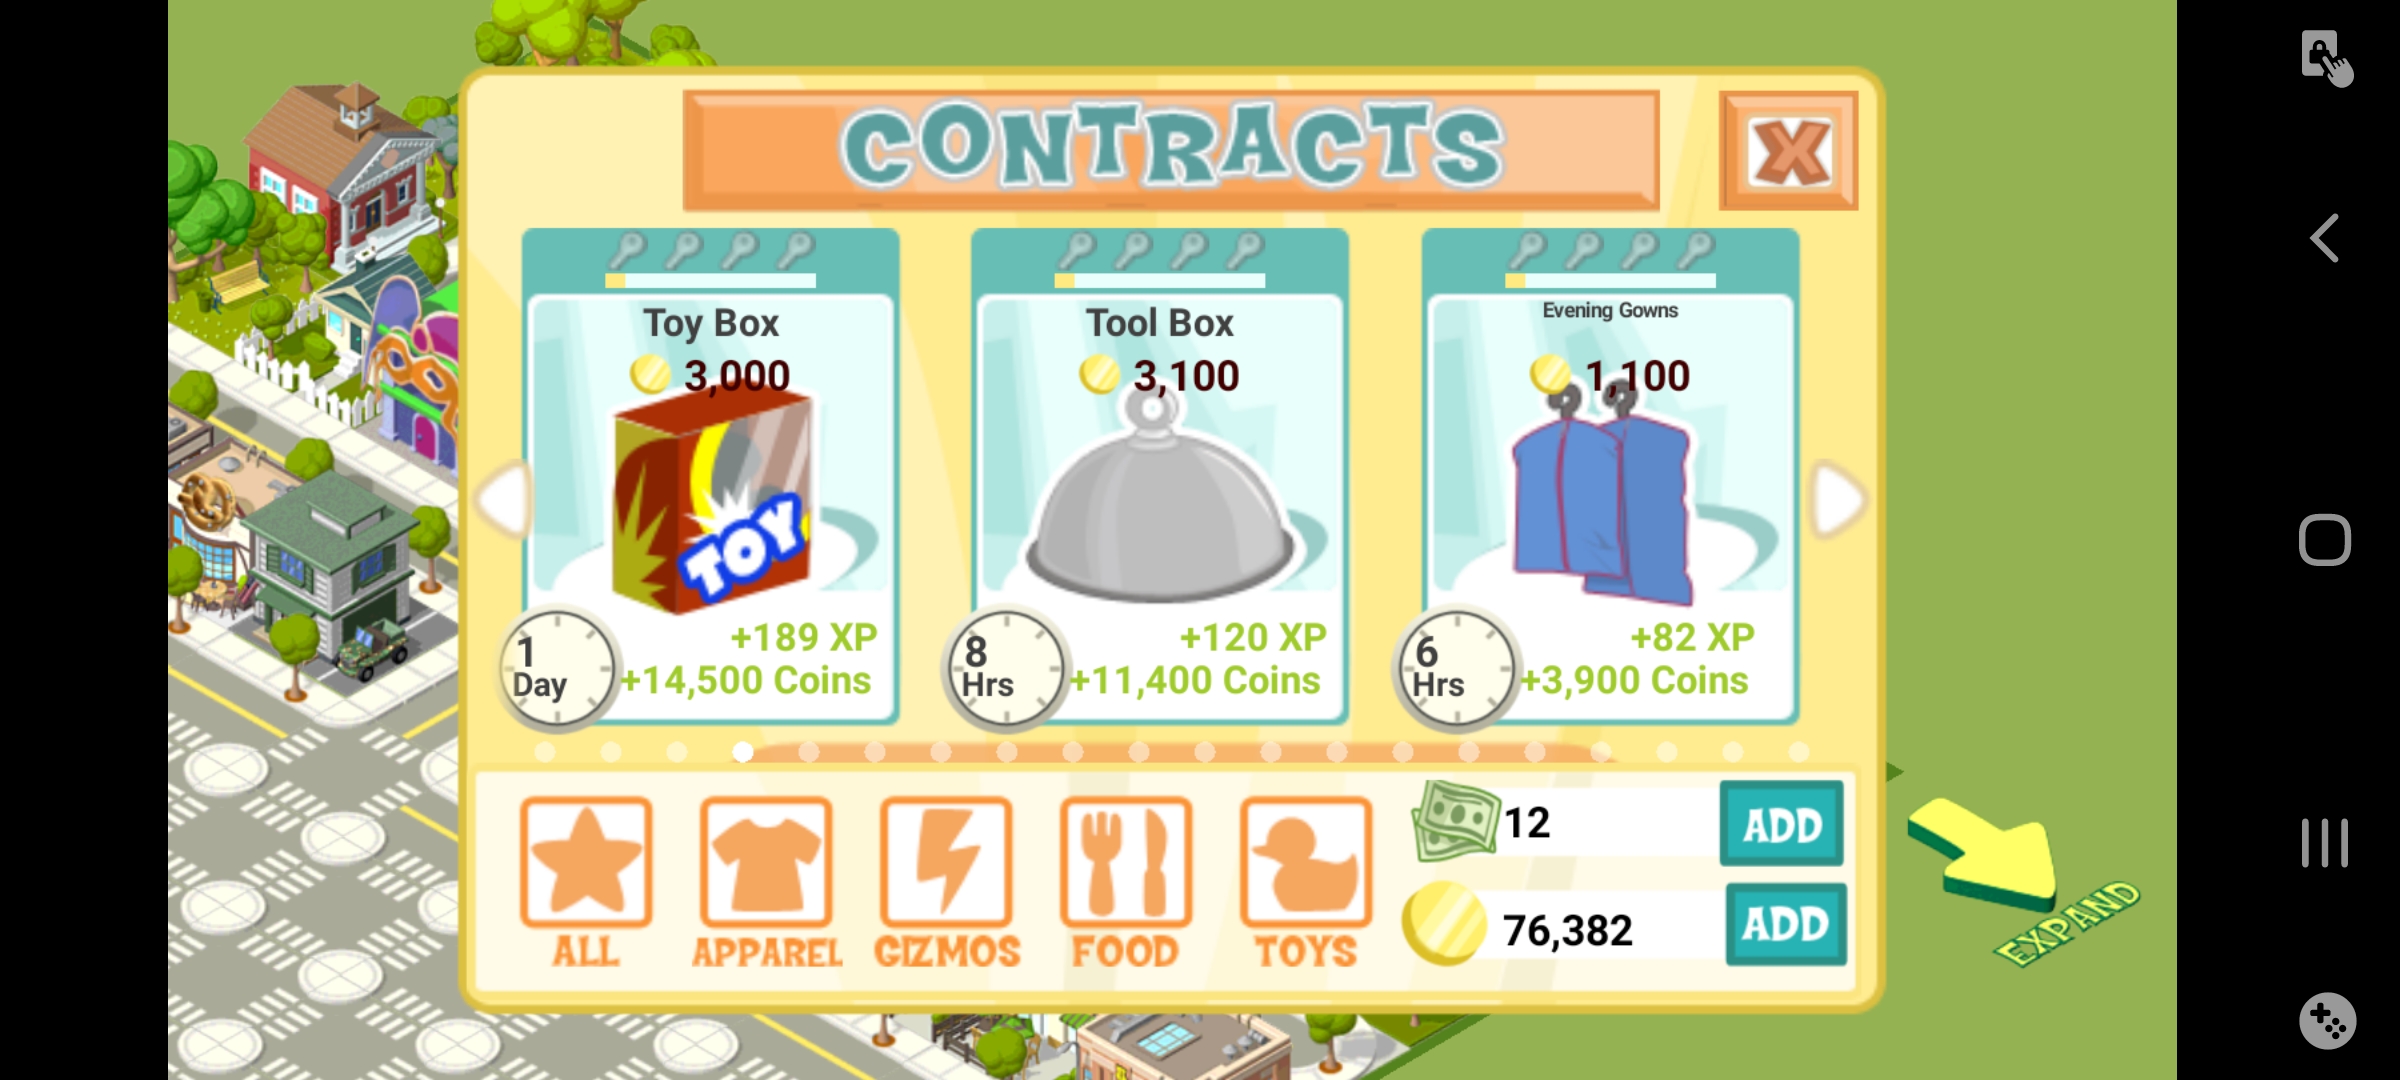 CONTRACTS
X
Toy Box
3,000
TOY
1
Day
+189 XP
+14,500 Coins
Tool Box
3,100
8
Hrs
+120 XP
+11,400 Coins
Evening Gowns
1,100
6
Hrs
+82 XP
+3,900 Coins
ALL
APPAREL
GIZMOS
FOOD
TOYS
12
ADD
76,382
ADD
EXPAND